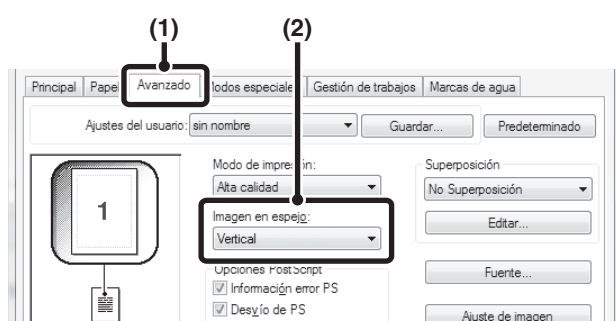 (1) (2)
Principal Papel Avanzado Modos especiales Gestión de trabajos Marcas de agua
Ajustes del usuario: sin nombre Guardar... Predeterminado
Modo de impresión: Superposición
Alta calidad No Superposición
1
Imagen en espejo: Editar...
Vertical
Opciones PostScript Fuente...
Información error PS
Desvío de PS Ajuste de imagen